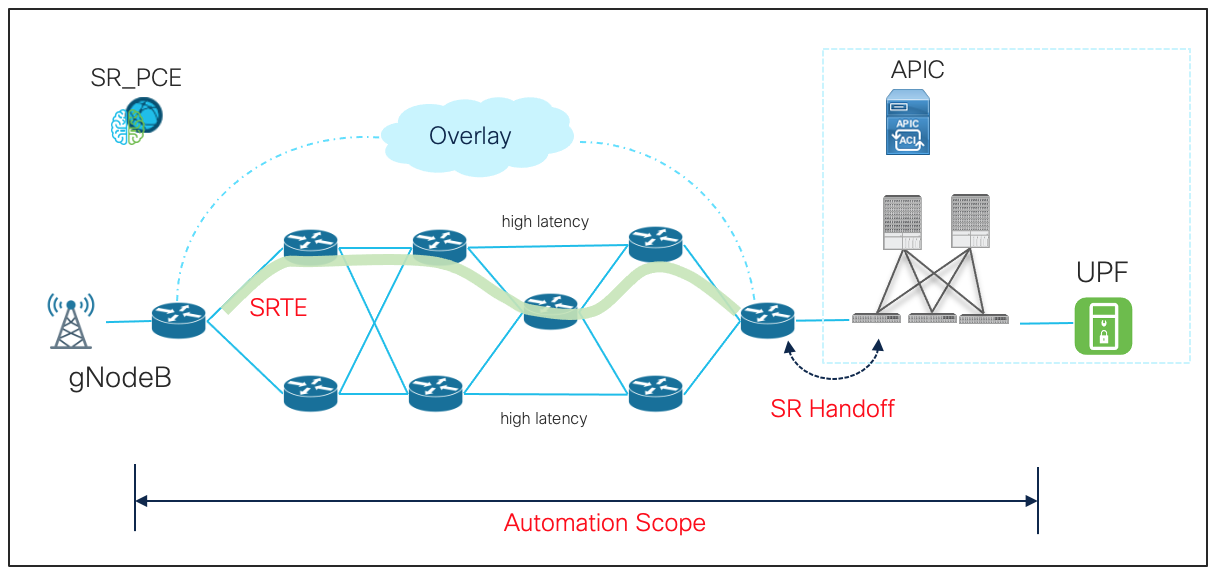 SR_PCE
APIC
APIC
ACI
Overlay
high latency
SRTE
UPF
gNodeB
high latency
SR Handoff
Automation Scope